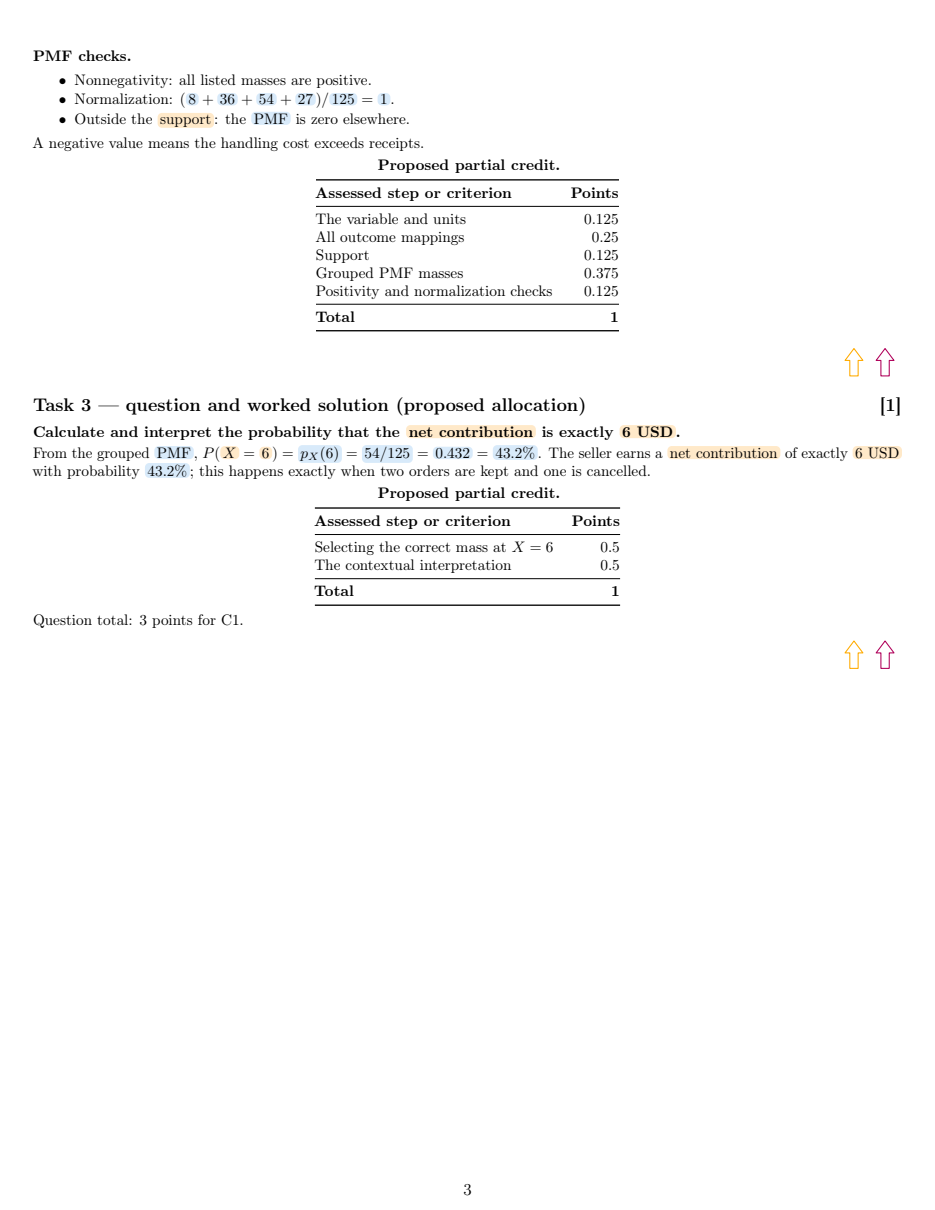 PMF checks.
• Nonnegativity: all listed masses are positive.
• Normalization: (8 + 36 + 54 + 27)/125 = 1.
• Outside the support: the PMF is zero elsewhere.
A negative value means the handling cost exceeds receipts.
Proposed partial credit.
Assessed step or criterion Points
The variable and units 0.125
All outcome mappings 0.25
Support 0.125
Grouped PMF masses 0.375
Positivity and normalization checks 0.125
Total 1
Task 3 — question and worked solution (proposed allocation) [1]
Calculate and interpret the probability that the net contribution is exactly 6 USD.
From the grouped PMF, P(X = 6) = p_X(6) = 54/125 = 0.432 = 43.2%. The seller earns a net contribution of exactly 6 USD
with probability 43.2%; this happens exactly when two orders are kept and one is cancelled.
Proposed partial credit.
Assessed step or criterion Points
Selecting the correct mass at X = 6 0.5
The contextual interpretation 0.5
Total 1
Question total: 3 points for C1.
3